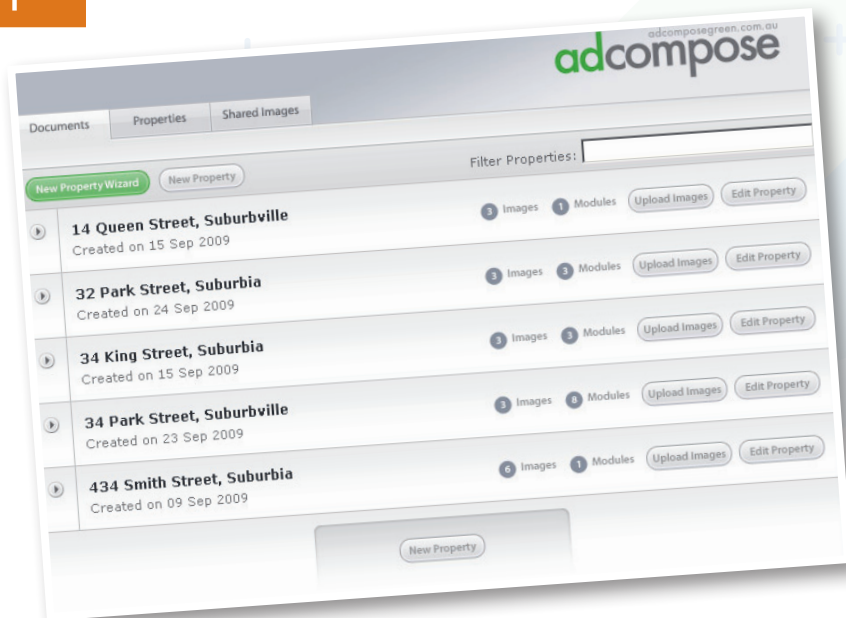 adcomposegreen.com.au
adcompose
Documents Properties Shared Images
New Property Wizard New Property Filter Properties:
14 Queen Street, Suburbville 3 Images 1 Modules Upload Images Edit Property
Created on 15 Sep 2009
32 Park Street, Suburbia 3 Images 3 Modules Upload Images Edit Property
Created on 24 Sep 2009
34 King Street, Suburbia 3 Images 3 Modules Upload Images Edit Property
Created on 15 Sep 2009
34 Park Street, Suburbville 3 Images 8 Modules Upload Images Edit Property
Created on 23 Sep 2009
434 Smith Street, Suburbia 6 Images 1 Modules Upload Images Edit Property
Created on 09 Sep 2009
New Property